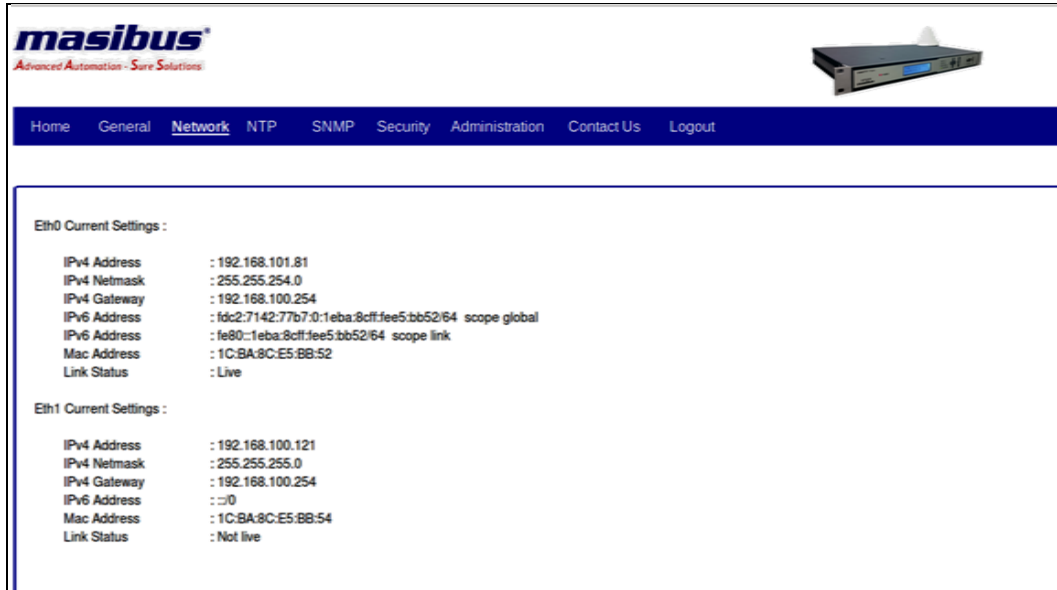 masibus®
Advanced Automation - Sure Solutions
Home General Network NTP SNMP Security Administration Contact Us Logout
Eth0 Current Settings :
IPv4 Address : 192.168.101.81
IPv4 Netmask : 255.255.254.0
IPv4 Gateway : 192.168.100.254
IPv6 Address : fdc2:7142:77b7:0:1eba:8cff:fee5:bb52/64 scope global
IPv6 Address : fe80::1eba:8cff:fee5:bb52/64 scope link
Mac Address : 1C:BA:8C:E5:BB:52
Link Status : Live
Eth1 Current Settings :
IPv4 Address : 192.168.100.121
IPv4 Netmask : 255.255.255.0
IPv4 Gateway : 192.168.100.254
IPv6 Address : ::/0
Mac Address : 1C:BA:8C:E5:BB:54
Link Status : Not live